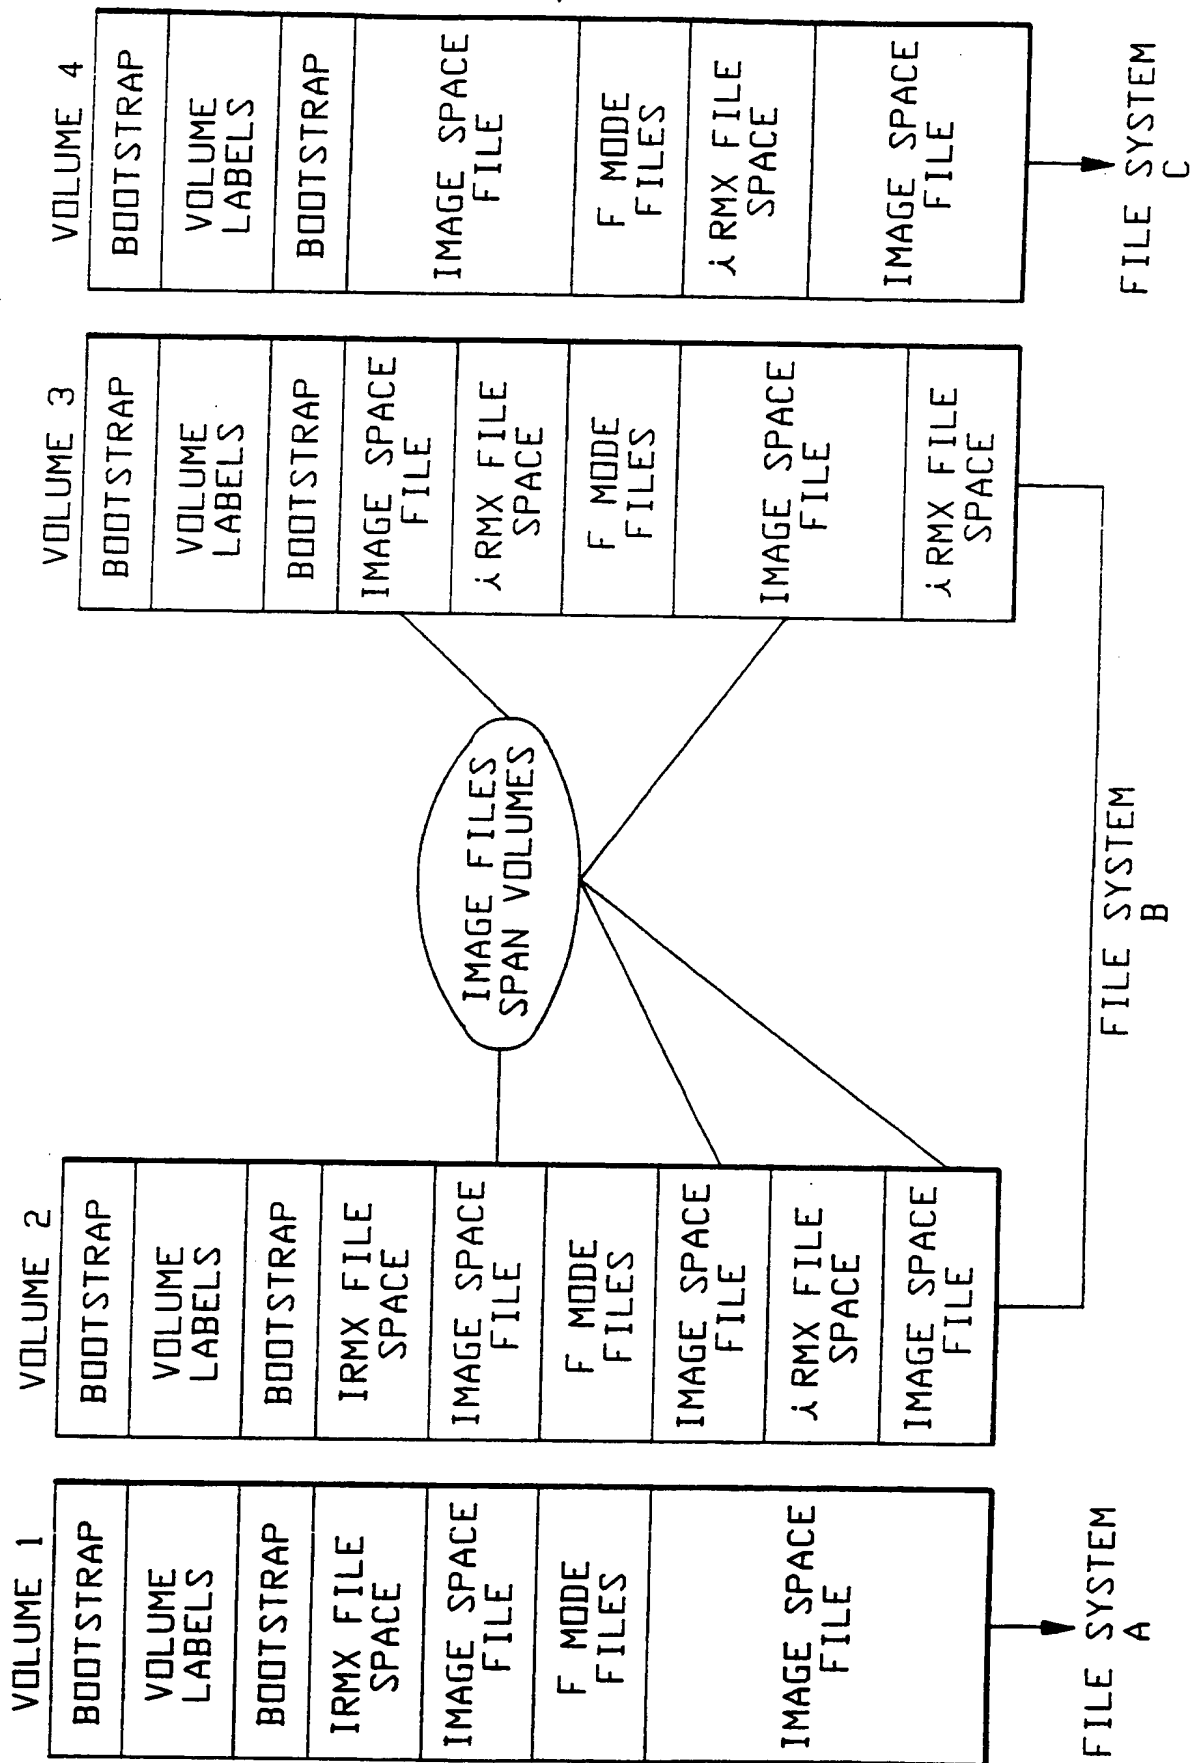 VOLUME 1
BOOTSTRAP
VOLUME
LABELS
BOOTSTRAP
IRMX FILE
SPACE
IMAGE SPACE
FILE
F MODE
FILES
IMAGE SPACE
FILE
FILE SYSTEM
A
VOLUME 2
BOOTSTRAP
VOLUME
LABELS
BOOTSTRAP
IRMX FILE
SPACE
IMAGE SPACE
FILE
F MODE
FILES
IMAGE SPACE
FILE
iRMX FILE
SPACE
IMAGE SPACE
FILE
IMAGE FILES
SPAN VOLUMES
FILE SYSTEM
B
VOLUME 3
BOOTSTRAP
VOLUME
LABELS
BOOTSTRAP
IMAGE SPACE
FILE
iRMX FILE
SPACE
F MODE
FILES
IMAGE SPACE
FILE
iRMX FILE
SPACE
VOLUME 4
BOOTSTRAP
VOLUME
LABELS
BOOTSTRAP
IMAGE SPACE
FILE
F MODE
FILES
iRMX FILE
SPACE
IMAGE SPACE
FILE
FILE SYSTEM
C